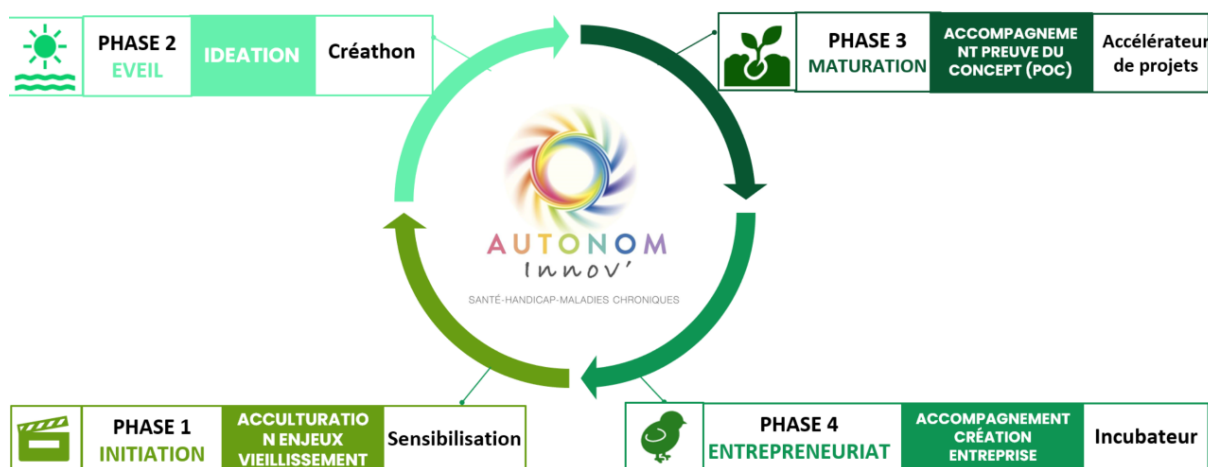 PHASE 2
EVEIL
IDEATION
Créathon
PHASE 3
MATURATION
ACCOMPAGNEME
NT PREUVE DU
CONCEPT (POC)
Accélérateur
de projets
AUTONOM
innov'
SANTÉ-HANDICAP-MALADIES CHRONIQUES
PHASE 1
INITIATION
ACCULTURATIO
N ENJEUX
VIEILLISSEMENT
Sensibilisation
PHASE 4
ENTREPRENEURIAT
ACCOMPAGNEMENT
CRÉATION
ENTREPRISE
Incubateur